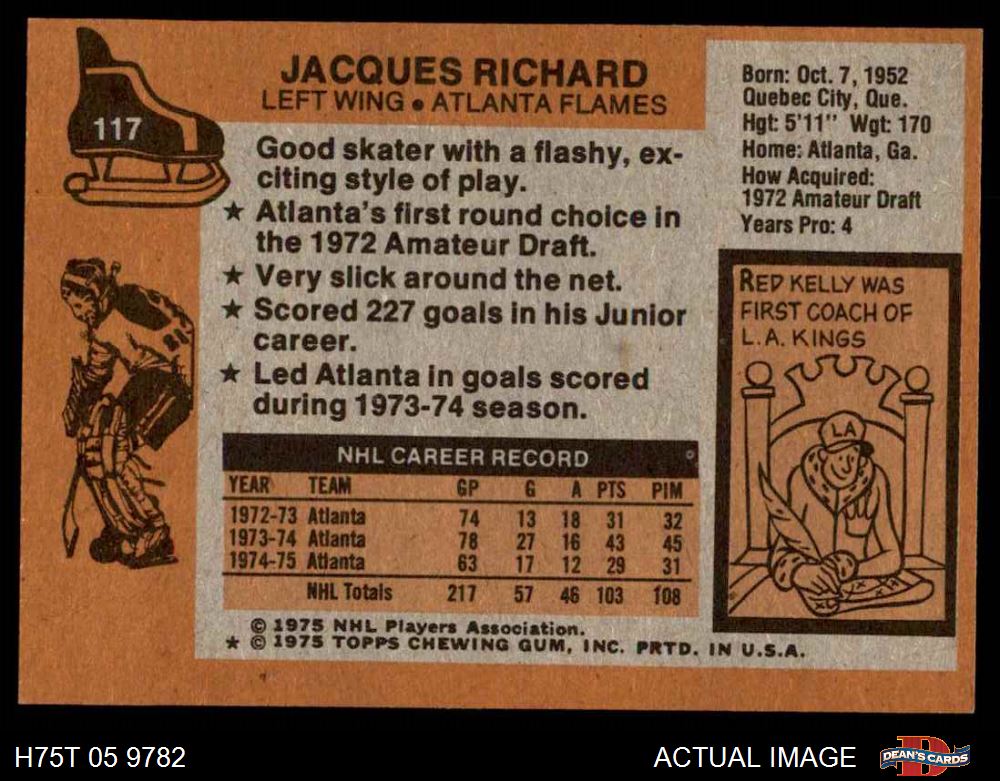 117
JACQUES RICHARD
LEFT WING • ATLANTA FLAMES
Good skater with a flashy, ex-
citing style of play.
★ Atlanta's first round choice in
the 1972 Amateur Draft.
★ Very slick around the net.
★ Scored 227 goals in his Junior
career.
★ Led Atlanta in goals scored
during 1973-74 season.
NHL CAREER RECORD
YEAR TEAM GP G A PTS PIM
1972-73 Atlanta 74 13 18 31 32
1973-74 Atlanta 78 27 16 43 45
1974-75 Atlanta 63 17 12 29 31
NHL Totals 217 57 46 103 108
© 1975 NHL Players Association.
★ © 1975 TOPPS CHEWING GUM, INC. PRTD. IN U.S.A.
Born: Oct. 7, 1952
Quebec City, Que.
Hgt: 5'11" Wgt: 170
Home: Atlanta, Ga.
How Acquired:
1972 Amateur Draft
Years Pro: 4
RED KELLY WAS
FIRST COACH OF
L.A. KINGS
LA
H75T 05 9782
ACTUAL IMAGE
DEAN'S CARDS